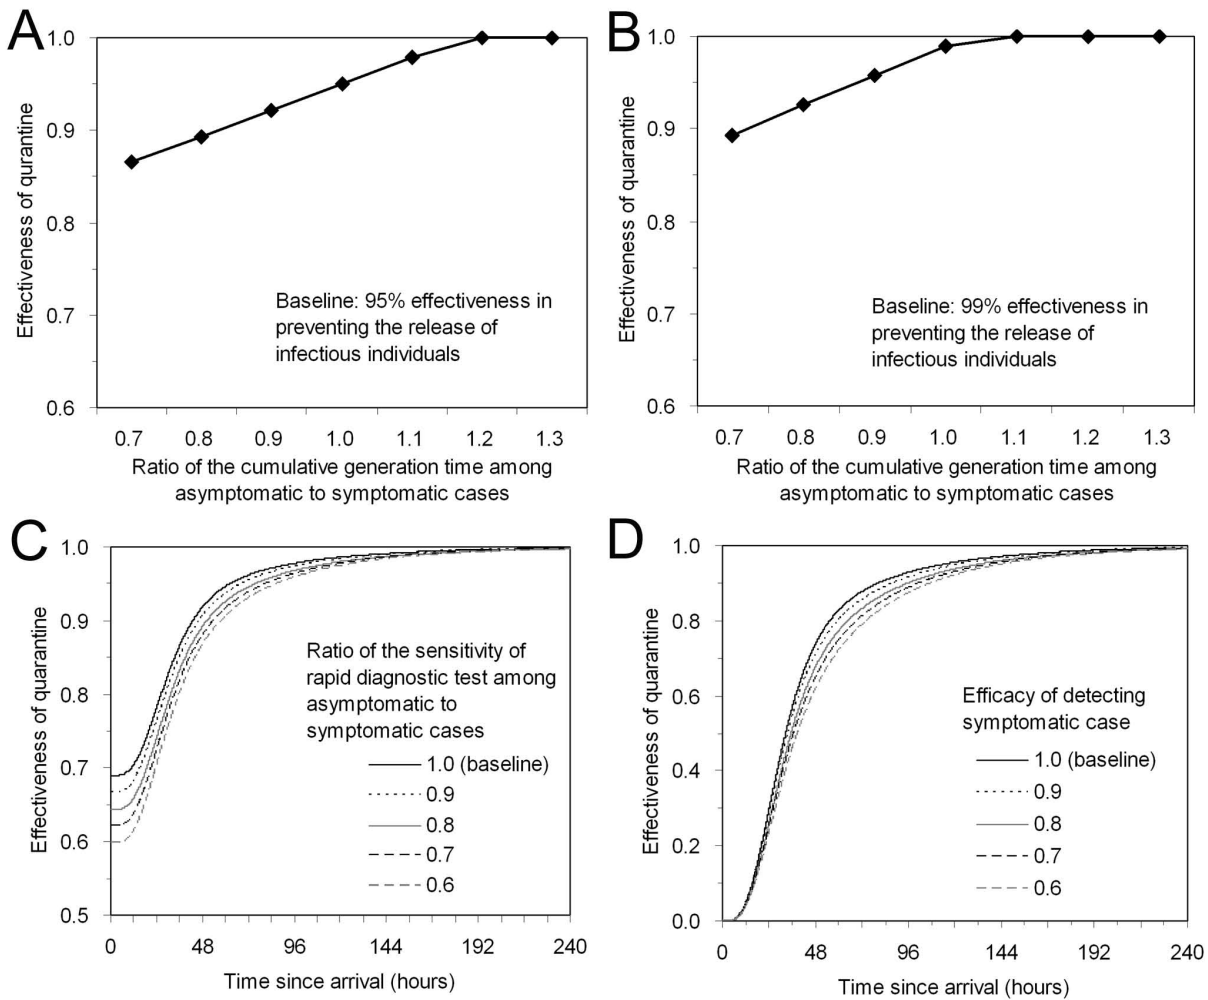 A
1.0
0.9
0.8
0.7
0.6
Effectiveness of qurantine
Baseline: 95% effectiveness in
preventing the release of
infectious individuals
0.7 0.8 0.9 1.0 1.1 1.2 1.3
Ratio of the cumulative generation time among
asymptomatic to symptomatic cases
B
1.0
0.9
0.8
0.7
0.6
Effectiveness of qurantine
Baseline: 99% effectiveness in
preventing the release of
infectious individuals
0.7 0.8 0.9 1.0 1.1 1.2 1.3
Ratio of the cumulative generation time among
asymptomatic to symptomatic cases
C
1.0
0.9
0.8
0.7
0.6
0.5
Effectiveness of qurantine
Ratio of the sensitivity of
rapid diagnostic test among
asymptomatic to
symptomatic cases
1.0 (baseline)
0.9
0.8
0.7
0.6
0 48 96 144 192 240
Time since arrival (hours)
D
1.0
0.8
0.6
0.4
0.2
0.0
Effectiveness of qurantine
Efficacy of detecting
symptomatic case
1.0 (baseline)
0.9
0.8
0.7
0.6
0 48 96 144 192 240
Time since arrival (hours)